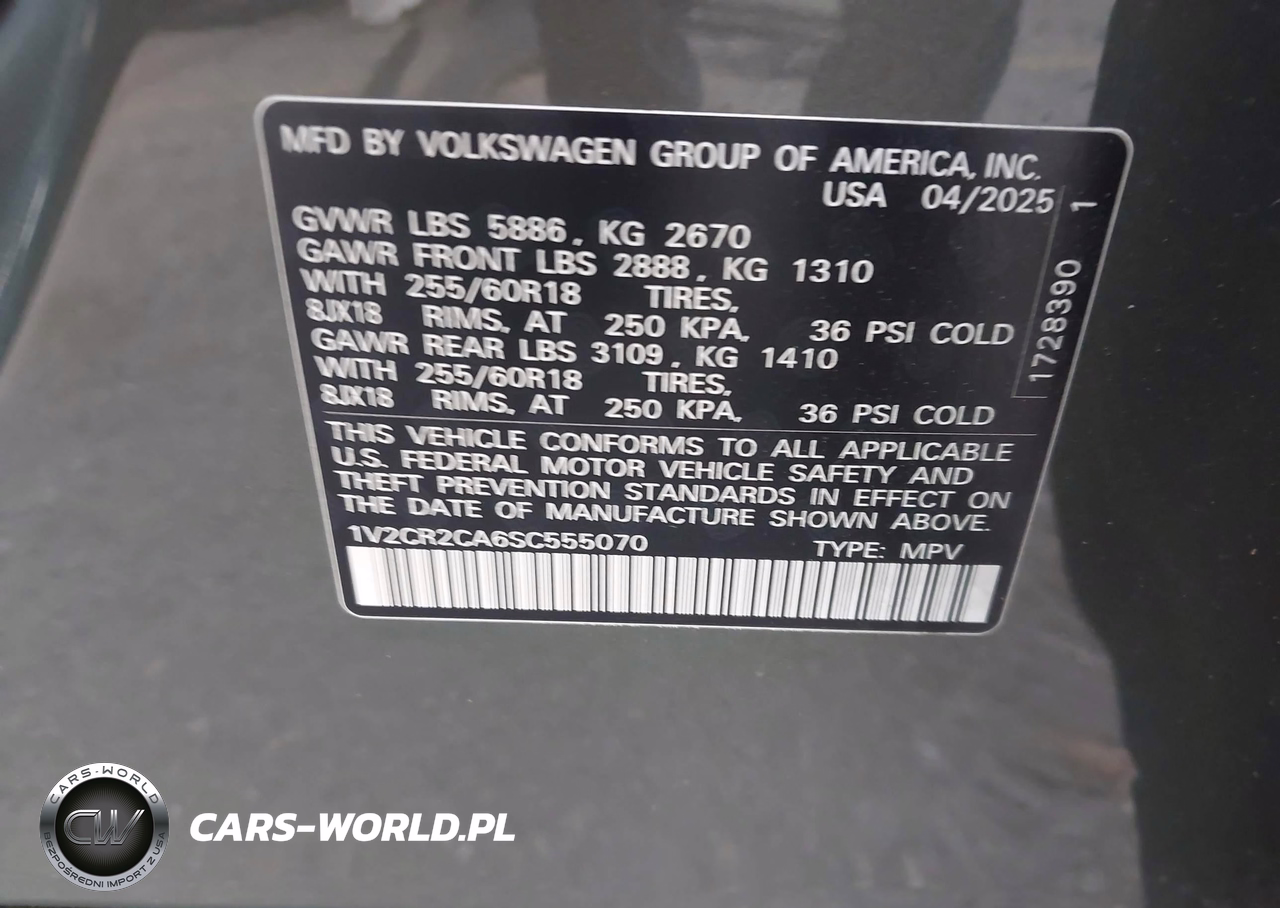 MFD BY VOLKSWAGEN GROUP OF AMERICA, INC.
USA 04/2025
GVWR LBS 5886, KG 2670
GAWR FRONT LBS 2888, KG 1310
WITH 255/60R18 TIRES,
8JX18 RIMS, AT 250 KPA, 36 PSI COLD
GAWR REAR LBS 3109, KG 1410
WITH 255/60R18 TIRES,
8JX18 RIMS, AT 250 KPA, 36 PSI COLD
1728390 1
THIS VEHICLE CONFORMS TO ALL APPLICABLE
U.S. FEDERAL MOTOR VEHICLE SAFETY AND
THEFT PREVENTION STANDARDS IN EFFECT ON
THE DATE OF MANUFACTURE SHOWN ABOVE.
1V2CR2CA6SC555070 TYPE: MPV
CARS-WORLD
CW
BEZPOŚREDNI IMPORT Z USA
CARS-WORLD.PL